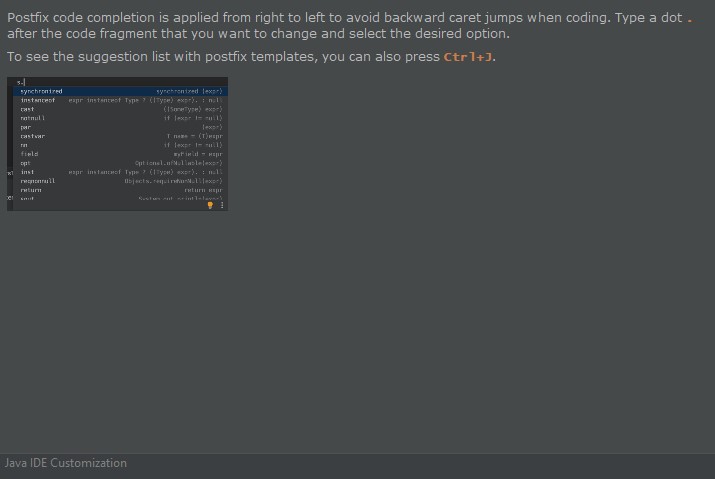 Postfix code completion is applied from right to left to avoid backward caret jumps when coding. Type a dot .
after the code fragment that you want to change and select the desired option.
To see the suggestion list with postfix templates, you can also press Ctrl+J.
s.
synchronized synchronized (expr)
instanceof expr instanceof Type ? ((Type) expr). : null
cast ((SomeType) expr)
notnull if (expr != null)
par (expr)
castvar T name = (T)expr
nn if (expr != null)
field myField = expr
opt Optional.ofNullable(expr)
inst expr instanceof Type ? ((Type) expr). : null
reqnonnull Objects.requireNonNull(expr)
return return expr
Java IDE Customization